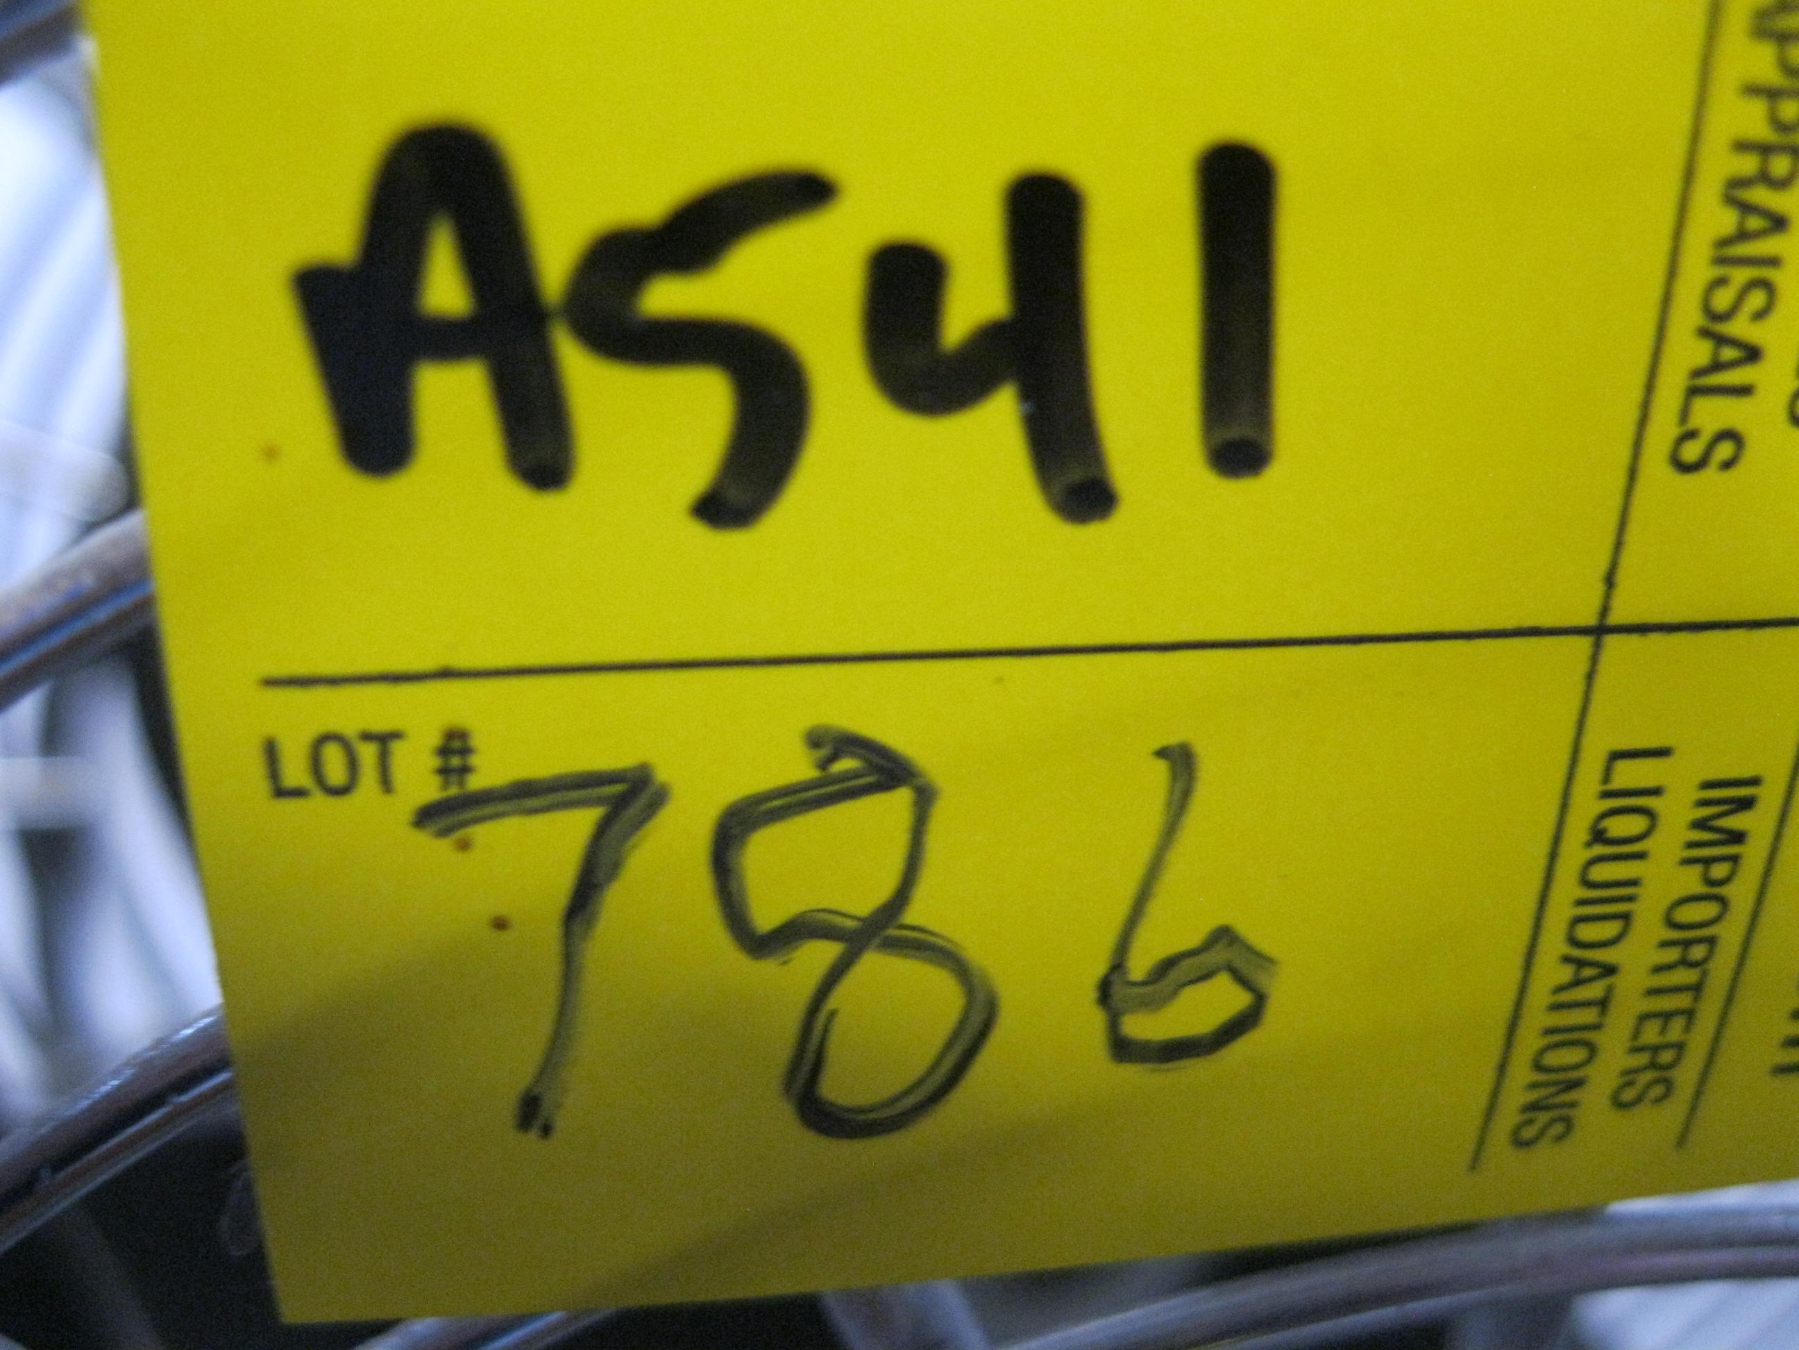 A541
LOT #
786
APPRAISALS
IMPORTERS
LIQUIDATIONS